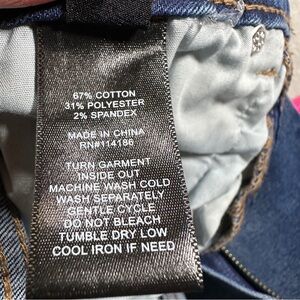 67% COTTON
31% POLYESTER
2% SPANDEX
MADE IN CHINA
RN#114186
TURN GARMENT
INSIDE OUT
MACHINE WASH COLD
WASH SEPARATELY
GENTLE CYCLE
DO NOT BLEACH
TUMBLE DRY LOW
COOL IRON IF NEED